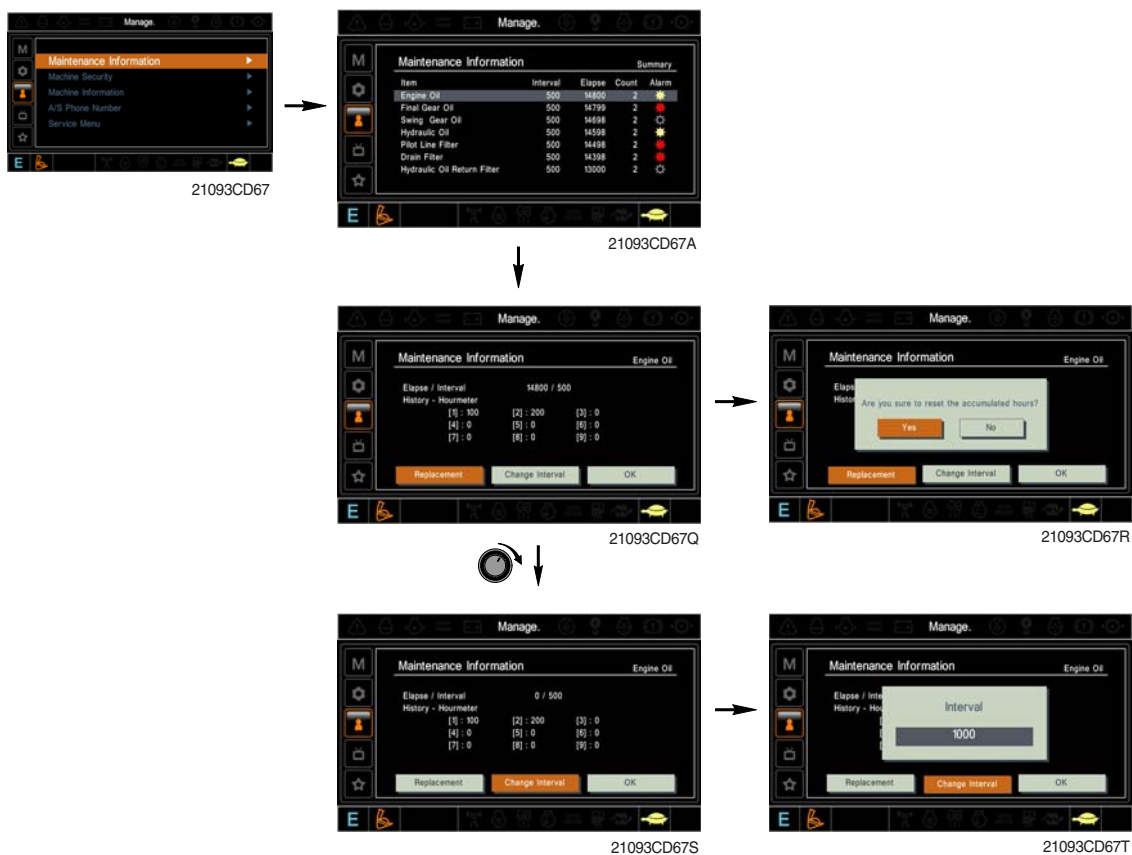 Manage.
M
Maintenance Information
Machine Security
Machine Information
A/S Phone Number
Service Menu
E
21093CD67
Manage.
M
Maintenance Information Summary
Item Interval Elapse Count Alarm
Engine Oil 500 14800 2
Final Gear Oil 500 14799 2
Swing Gear Oil 500 14698 2
Hydraulic Oil 500 14598 2
Pilot Line Filter 500 14498 2
Drain Filter 500 14398 2
Hydraulic Oil Return Filter 500 13000 2
E
21093CD67A
Manage.
M
Maintenance Information Engine Oil
Elapse / Interval 14800 / 500
History - Hourmeter
[1] : 100 [2] : 200 [3] : 0
[4] : 0 [5] : 0 [6] : 0
[7] : 0 [8] : 0 [9] : 0
Replacement Change Interval OK
E
21093CD67Q
Manage.
M
Maintenance Information Engine Oil
Elaps
Histor
Are you sure to reset the accumulated hours?
Yes No
Replacement Change Interval OK
E
21093CD67R
Manage.
M
Maintenance Information Engine Oil
Elapse / Interval 0 / 500
History - Hourmeter
[1] : 100 [2] : 200 [3] : 0
[4] : 0 [5] : 0 [6] : 0
[7] : 0 [8] : 0 [9] : 0
Replacement Change Interval OK
E
21093CD67S
Manage.
M
Maintenance Information Engine Oil
Elapse / Inte
History - Hou
Interval
1000
Replacement Change Interval OK
E
21093CD67T